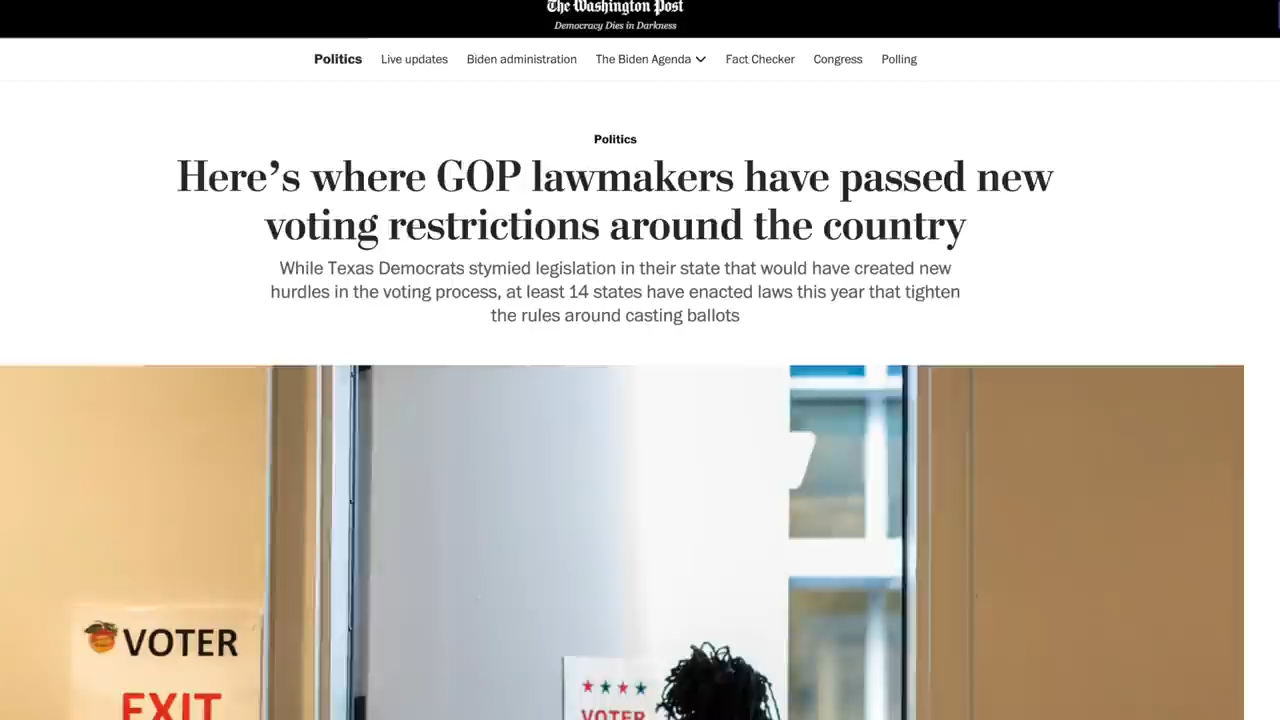 The Washington Post
Democracy Dies in Darkness
Politics Live updates Biden administration The Biden Agenda Fact Checker Congress Polling
Politics
Here's where GOP lawmakers have passed new
voting restrictions around the country
While Texas Democrats stymied legislation in their state that would have created new
hurdles in the voting process, at least 14 states have enacted laws this year that tighten
the rules around casting ballots
VOTER
EXIT
VOTER